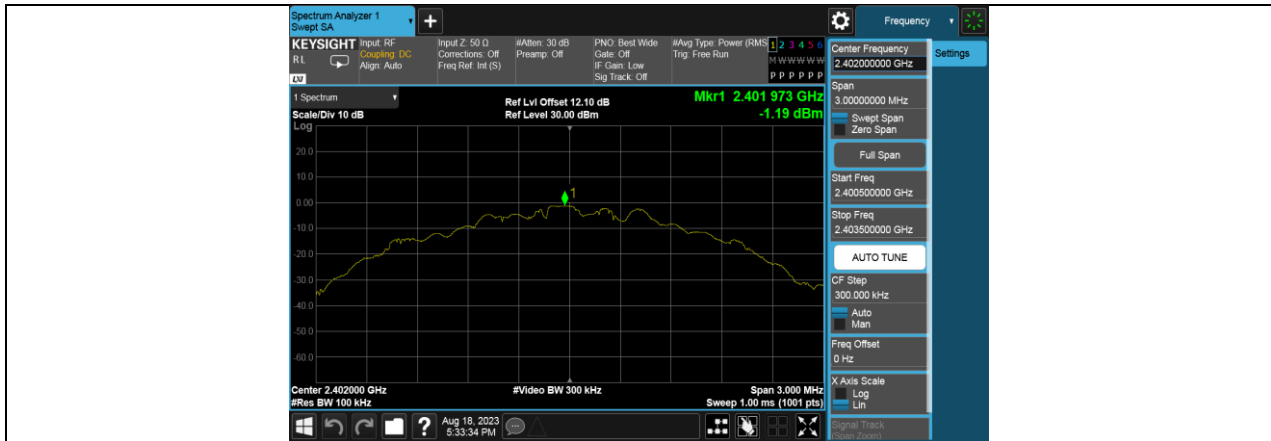 Spectrum Analyzer 1
Swept SA
+
Frequency
KEYSIGHT
RL
LXI
Input: RF
Coupling: DC
Align: Auto
Input Z: 50 Ω
Corrections: Off
Freq Ref: Int (S)
#Atten: 30 dB
Preamp: Off
PNO: Best Wide
Gate: Off
IF Gain: Low
Sig Track: Off
#Avg Type: Power (RMS
Trig: Free Run
1 2 3 4 5 6
M W W W W W
P P P P P P
1 Spectrum
Scale/Div 10 dB
Ref Lvl Offset 12.10 dB
Ref Level 30.00 dBm
Mkr1 2.401 973 GHz
-1.19 dBm
Log
20.0
10.0
0.00
-10.0
-20.0
-30.0
-40.0
-50.0
-60.0
1
Center 2.402000 GHz
#Res BW 100 kHz
#Video BW 300 kHz
Span 3.000 MHz
Sweep 1.00 ms (1001 pts)
Center Frequency
2.402000000 GHz
Settings
Span
3.00000000 MHz
Swept Span
Zero Span
Full Span
Start Freq
2.400500000 GHz
Stop Freq
2.403500000 GHz
AUTO TUNE
CF Step
300.000 kHz
Auto
Man
Freq Offset
0 Hz
X Axis Scale
Log
Lin
Signal Track
(Span Zoom)
?
Aug 18, 2023
5:33:34 PM